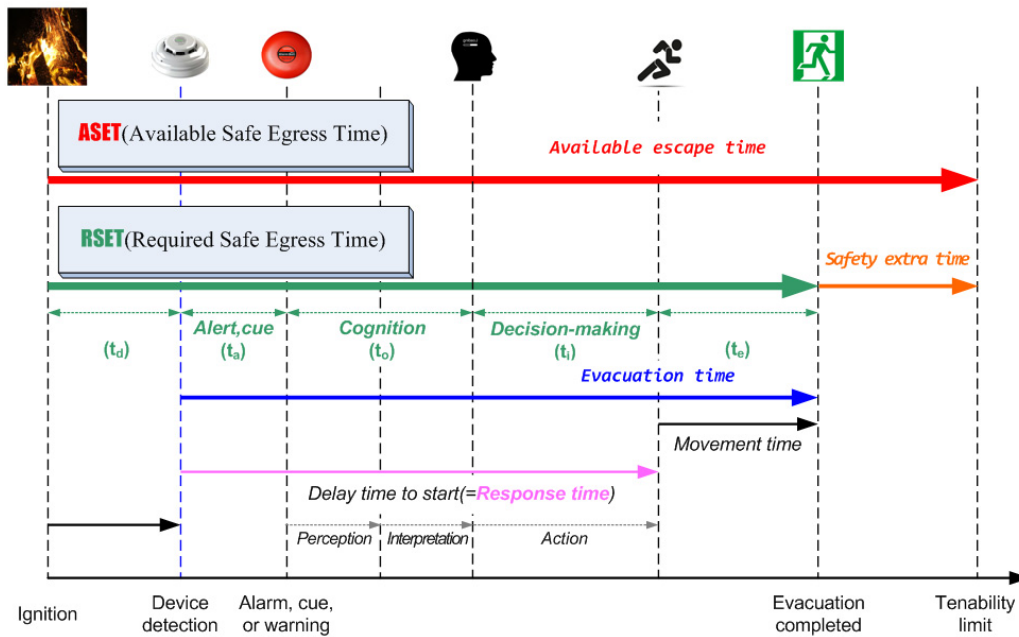 ASET(Available Safe Egress Time)
Available escape time
RSET(Required Safe Egress Time)
Safety extra time
Alert,cue
Cognition
Decision-making
(td)
(ta)
(to)
(ti)
(te)
Evacuation time
Movement time
Delay time to start(=Response time)
Perception
Interpretation
Action
Ignition
Device
detection
Alarm, cue,
or warning
Evacuation
completed
Tenability
limit